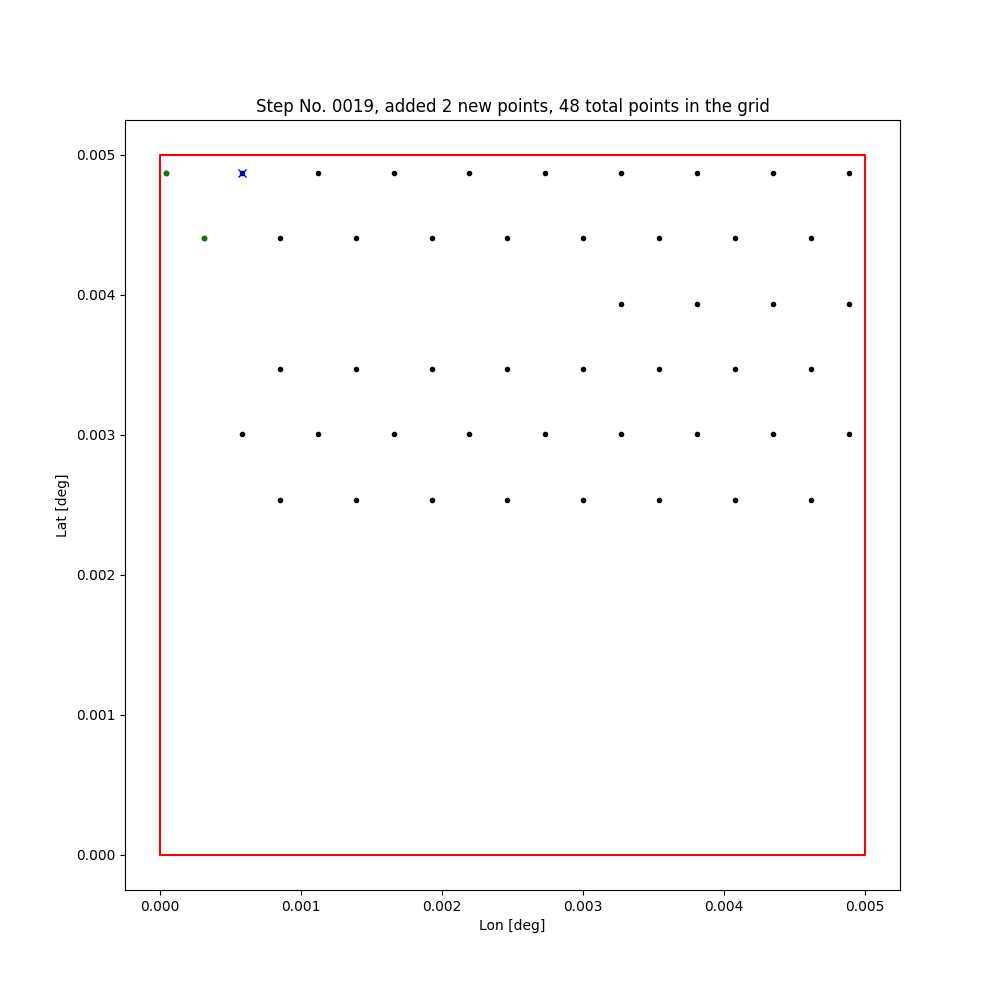 Step No. 0019, added 2 new points, 48 total points in the grid
0.005
0.004
0.003
0.002
0.001
0.000
Lat [deg]
0.000 0.001 0.002 0.003 0.004 0.005
Lon [deg]